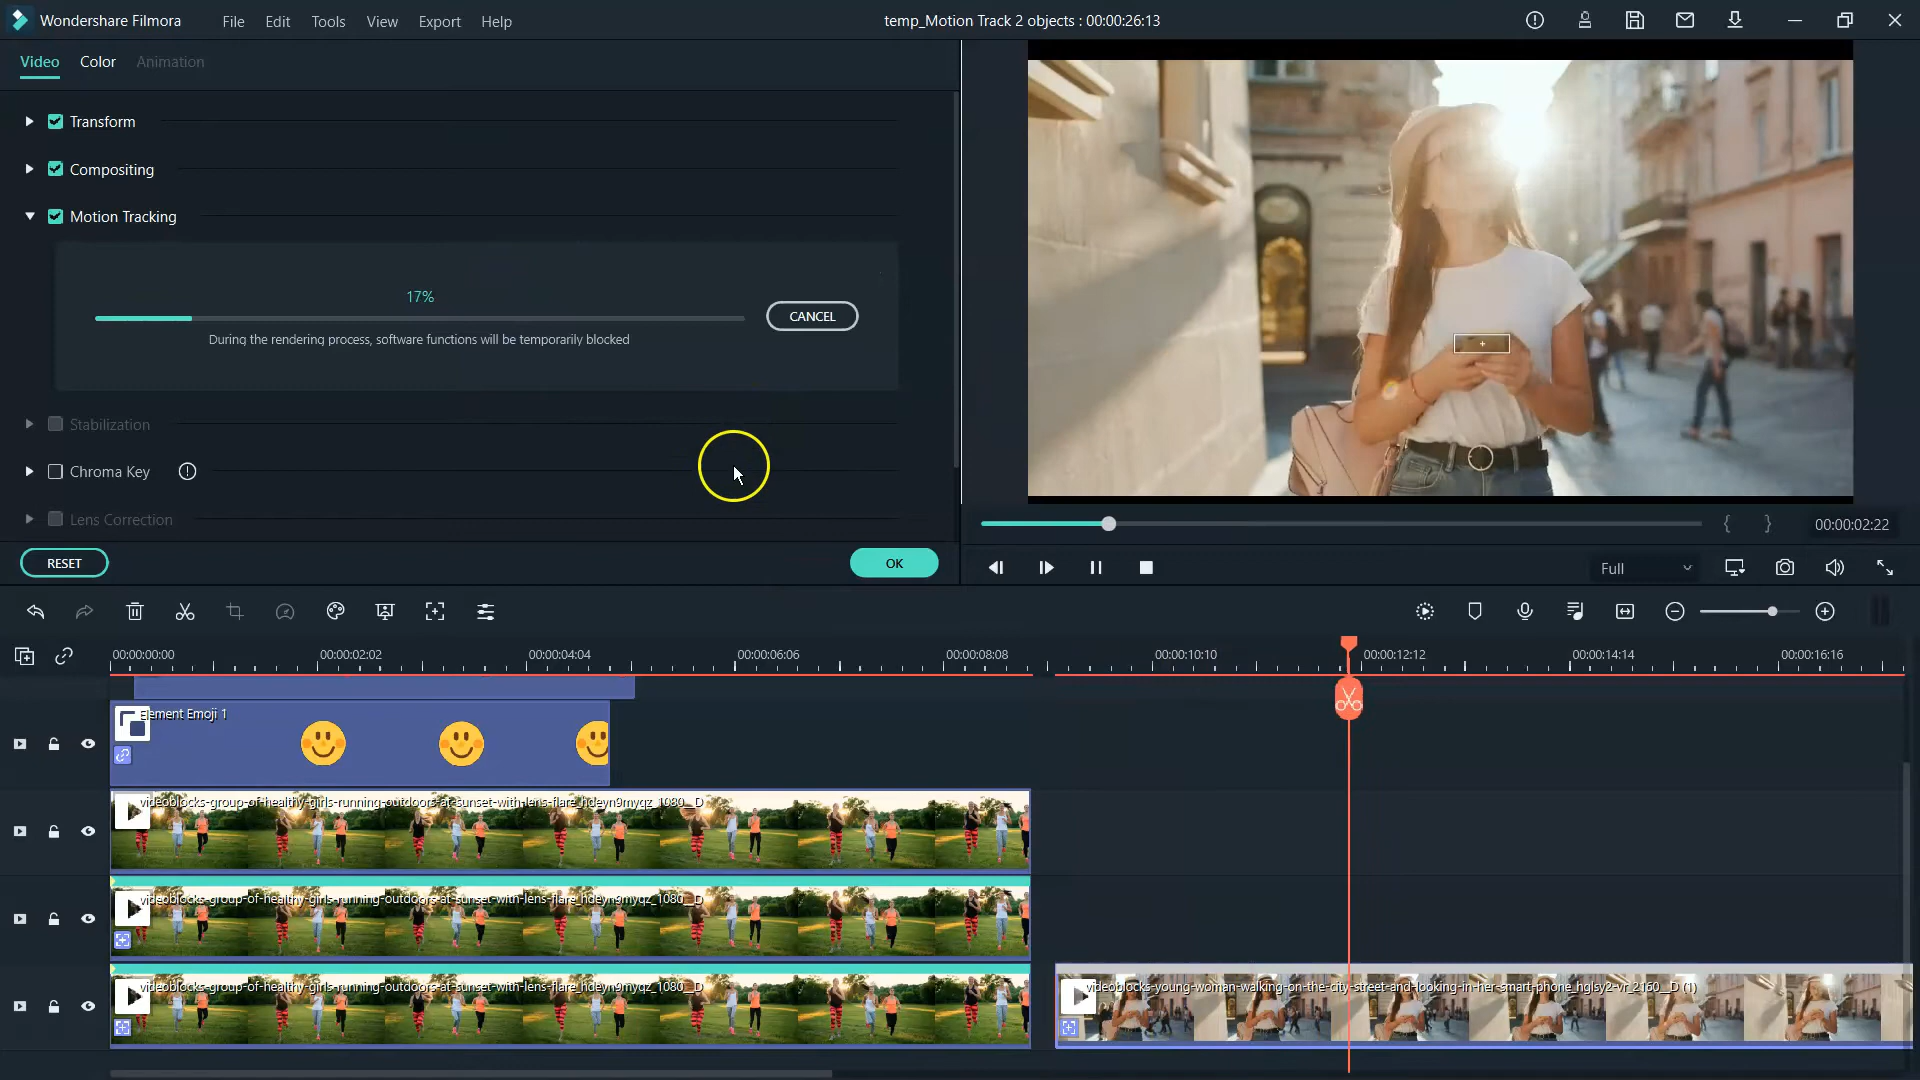 Wondershare Filmora
File Edit Tools View Export Help
temp_Motion Track 2 objects : 00:00:26:13
Video Color Animation
Transform
Compositing
Motion Tracking
17%
CANCEL
During the rendering process, software functions will be temporarily blocked
Stabilization
Chroma Key
Lens Correction
RESET
OK
00:00:02:22
Full
00:00:00:00 00:00:02:02 00:00:04:04 00:00:06:06 00:00:08:08 00:00:10:10 00:00:12:12 00:00:14:14 00:00:16:16
Element Emoji 1
videoblocks-group-of-healthy-girls-running-outdoors-at-sunset-with-lens-flare_hdeyn9myqz_1080__D
videoblocks-group-of-healthy-girls-running-outdoors-at-sunset-with-lens-flare_hdeyn9myqz_1080__D
videoblocks-group-of-healthy-girls-running-outdoors-at-sunset-with-lens-flare_hdeyn9myqz_1080__D
videoblocks-young-woman-walking-on-the-city-street-and-looking-in-her-smart-phone_hglsy2-vr_2160__D (1)